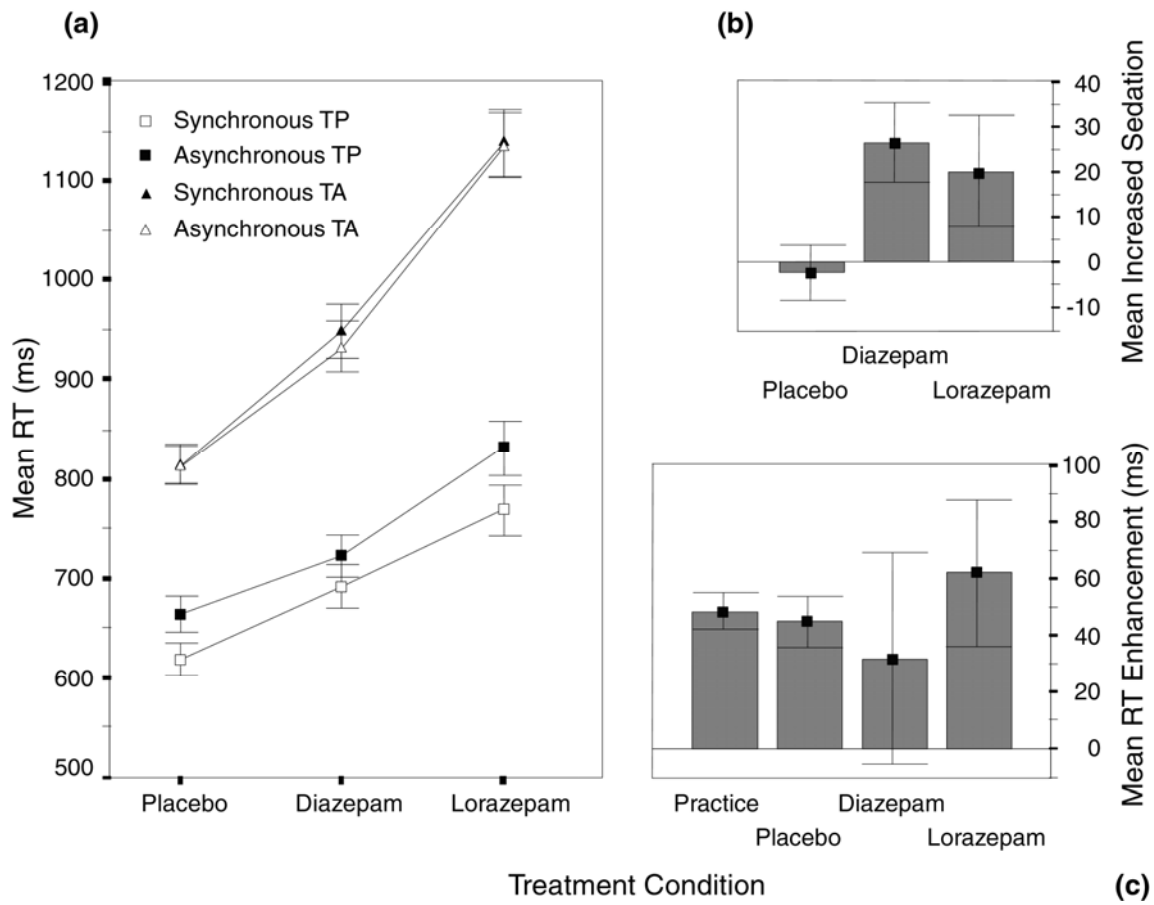 (a)
Mean RT (ms)
1200
1100
1000
900
800
700
600
500
Synchronous TP
Asynchronous TP
Synchronous TA
Asynchronous TA
Placebo
Diazepam
Lorazepam
(b)
Mean Increased Sedation
40
30
20
10
0
-10
Diazepam
Placebo
Lorazepam
Mean RT Enhancement (ms)
100
80
60
40
20
0
Practice
Diazepam
Placebo
Lorazepam
Treatment Condition
(c)